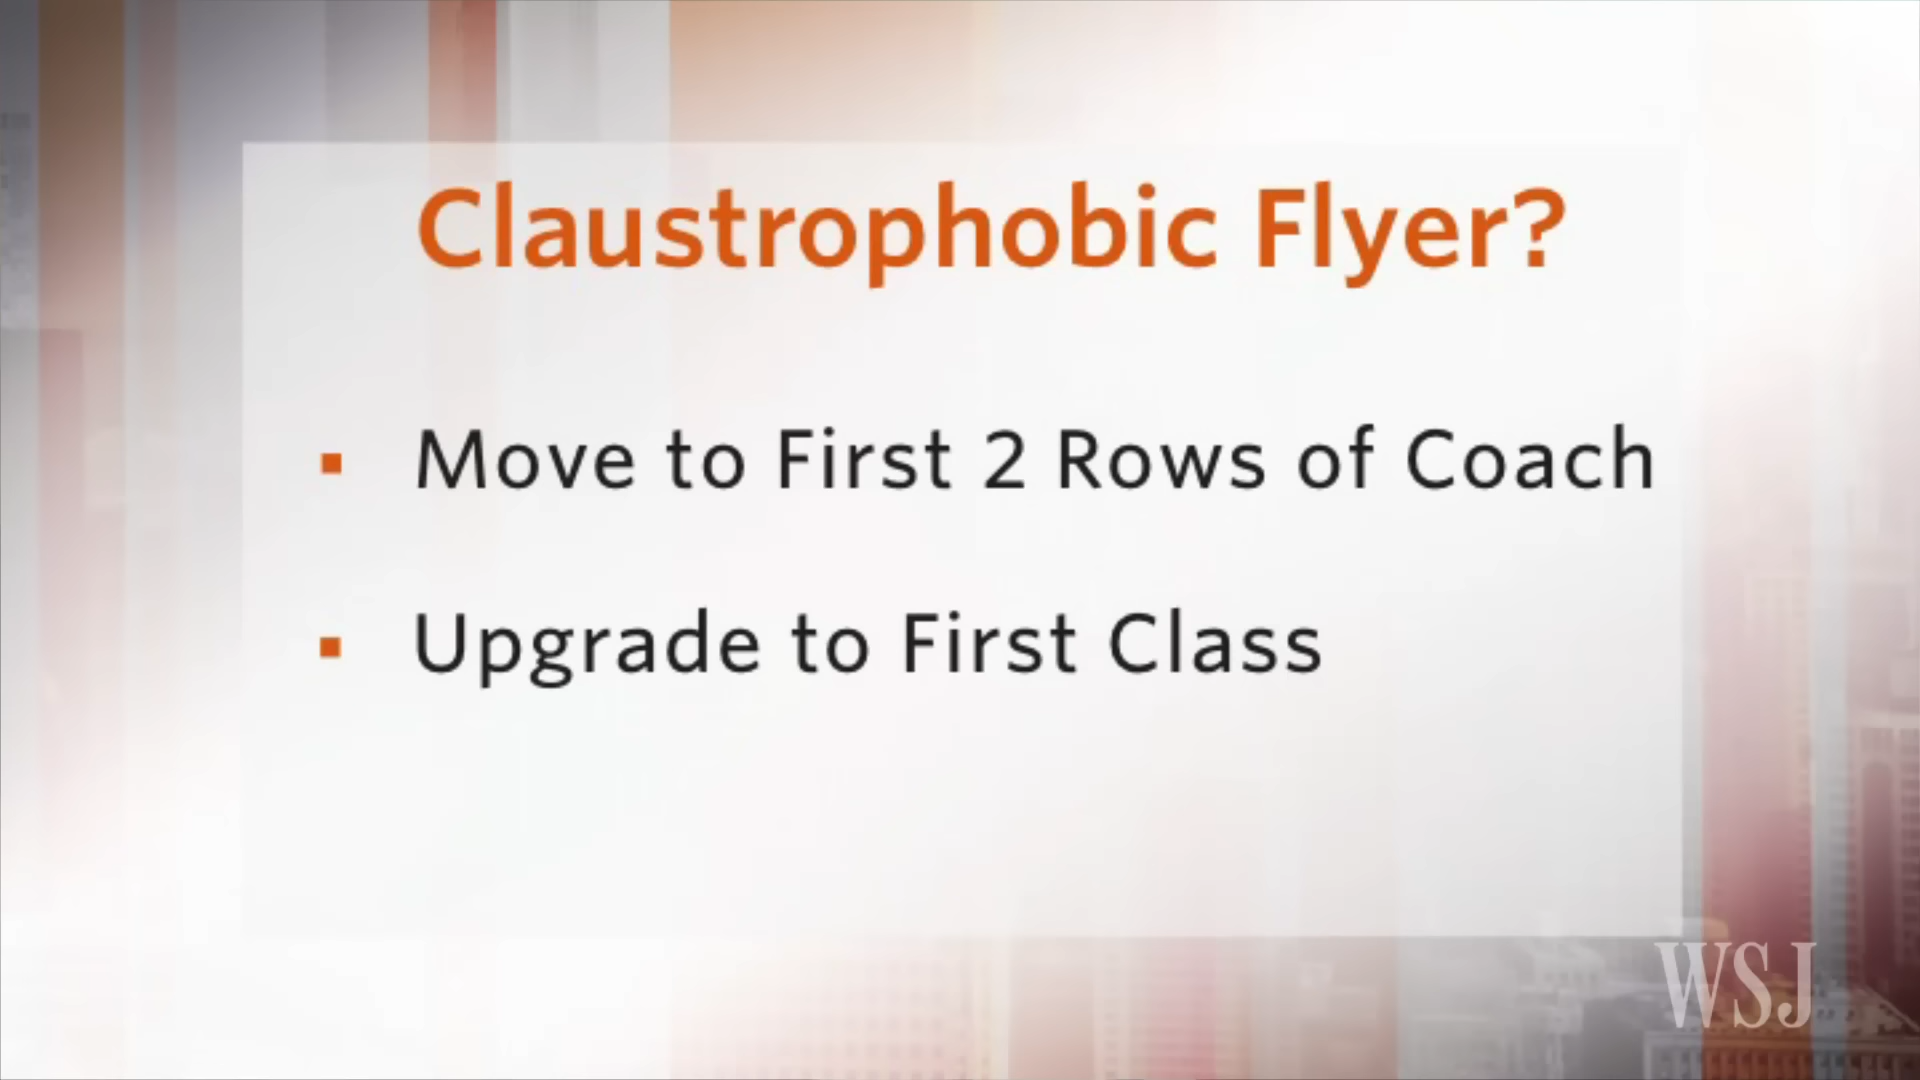 Claustrophobic Flyer?
▪ Move to First 2 Rows of Coach
▪ Upgrade to First Class
WSJ